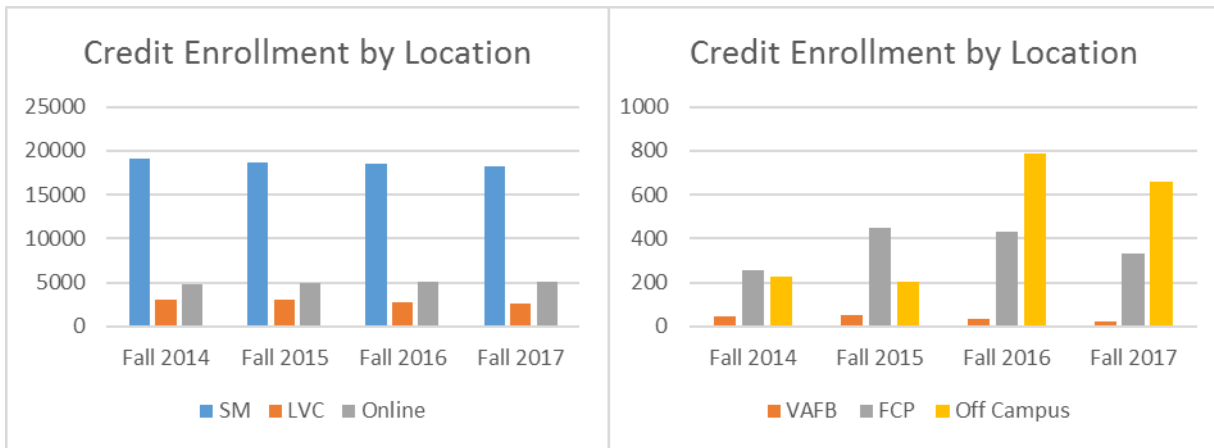 Credit Enrollment by Location
25000
20000
15000
10000
5000
0
Fall 2014 Fall 2015 Fall 2016 Fall 2017
SM LVC Online
Credit Enrollment by Location
1000
800
600
400
200
0
Fall 2014 Fall 2015 Fall 2016 Fall 2017
VAFB FCP Off Campus